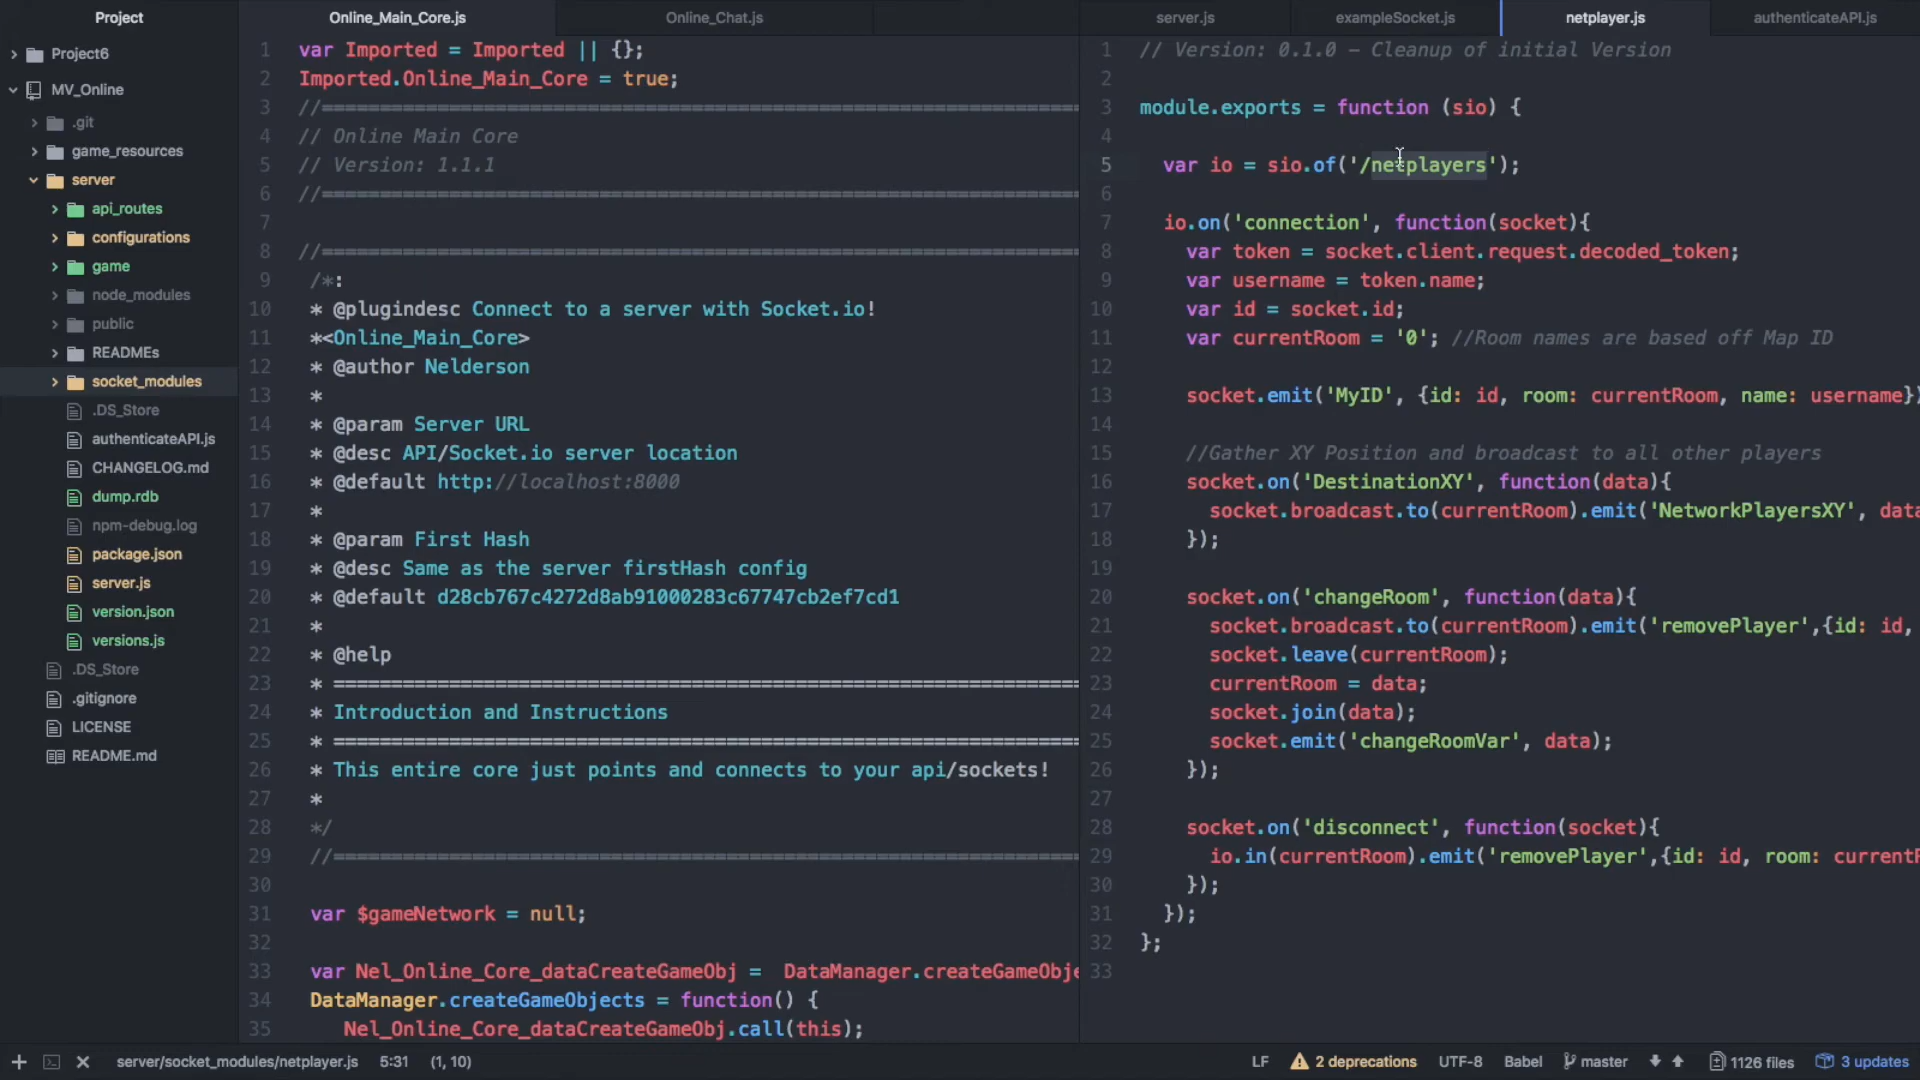 Project
Project6
MV_Online
.git
game_resources
server
api_routes
configurations
game
node_modules
public
READMEs
socket_modules
.DS_Store
authenticateAPI.js
CHANGELOG.md
dump.rdb
npm-debug.log
package.json
server.js
version.json
versions.js
.DS_Store
.gitignore
LICENSE
README.md
Online_Main_Core.js
Online_Chat.js
1 var Imported = Imported || {};
2 Imported.Online_Main_Core = true;
3 //=================================================================
4 // Online Main Core
5 // Version: 1.1.1
6 //=================================================================
7
8 //=================================================================
9 /*:
10 * @plugindesc Connect to a server with Socket.io!
11 *<Online_Main_Core>
12 * @author Nelderson
13 *
14 * @param Server URL
15 * @desc API/Socket.io server location
16 * @default http://localhost:8000
17 *
18 * @param First Hash
19 * @desc Same as the server firstHash config
20 * @default d28cb767c4272d8ab91000283c67747cb2ef7cd1
21 *
22 * @help
23 * ================================================================
24 * Introduction and Instructions
25 * ================================================================
26 * This entire core just points and connects to your api/sockets!
27 *
28 */
29 //================================================================
30
31 var $gameNetwork = null;
32
33 var Nel_Online_Core_dataCreateGameObj =  DataManager.createGameObje
34 DataManager.createGameObjects = function() {
35 Nel_Online_Core_dataCreateGameObj.call(this);
server.js
exampleSocket.js
netplayer.js
authenticateAPI.js
1 // Version: 0.1.0 – Cleanup of initial Version
2
3 module.exports = function (sio) {
4
5 var io = sio.of('/netplayers');
6
7 io.on('connection', function(socket){
8 var token = socket.client.request.decoded_token;
9 var username = token.name;
10 var id = socket.id;
11 var currentRoom = '0'; //Room names are based off Map ID
12
13 socket.emit('MyID', {id: id, room: currentRoom, name: username})
14
15 //Gather XY Position and broadcast to all other players
16 socket.on('DestinationXY', function(data){
17 socket.broadcast.to(currentRoom).emit('NetworkPlayersXY', data
18 });
19
20 socket.on('changeRoom', function(data){
21 socket.broadcast.to(currentRoom).emit('removePlayer',{id: id,
22 socket.leave(currentRoom);
23 currentRoom = data;
24 socket.join(data);
25 socket.emit('changeRoomVar', data);
26 });
27
28 socket.on('disconnect', function(socket){
29 io.in(currentRoom).emit('removePlayer',{id: id, room: currentR
30 });
31 });
32 };
33
server/socket_modules/netplayer.js 5:31 (1, 10) LF 2 deprecations UTF-8 Babel master 1126 files 3 updates